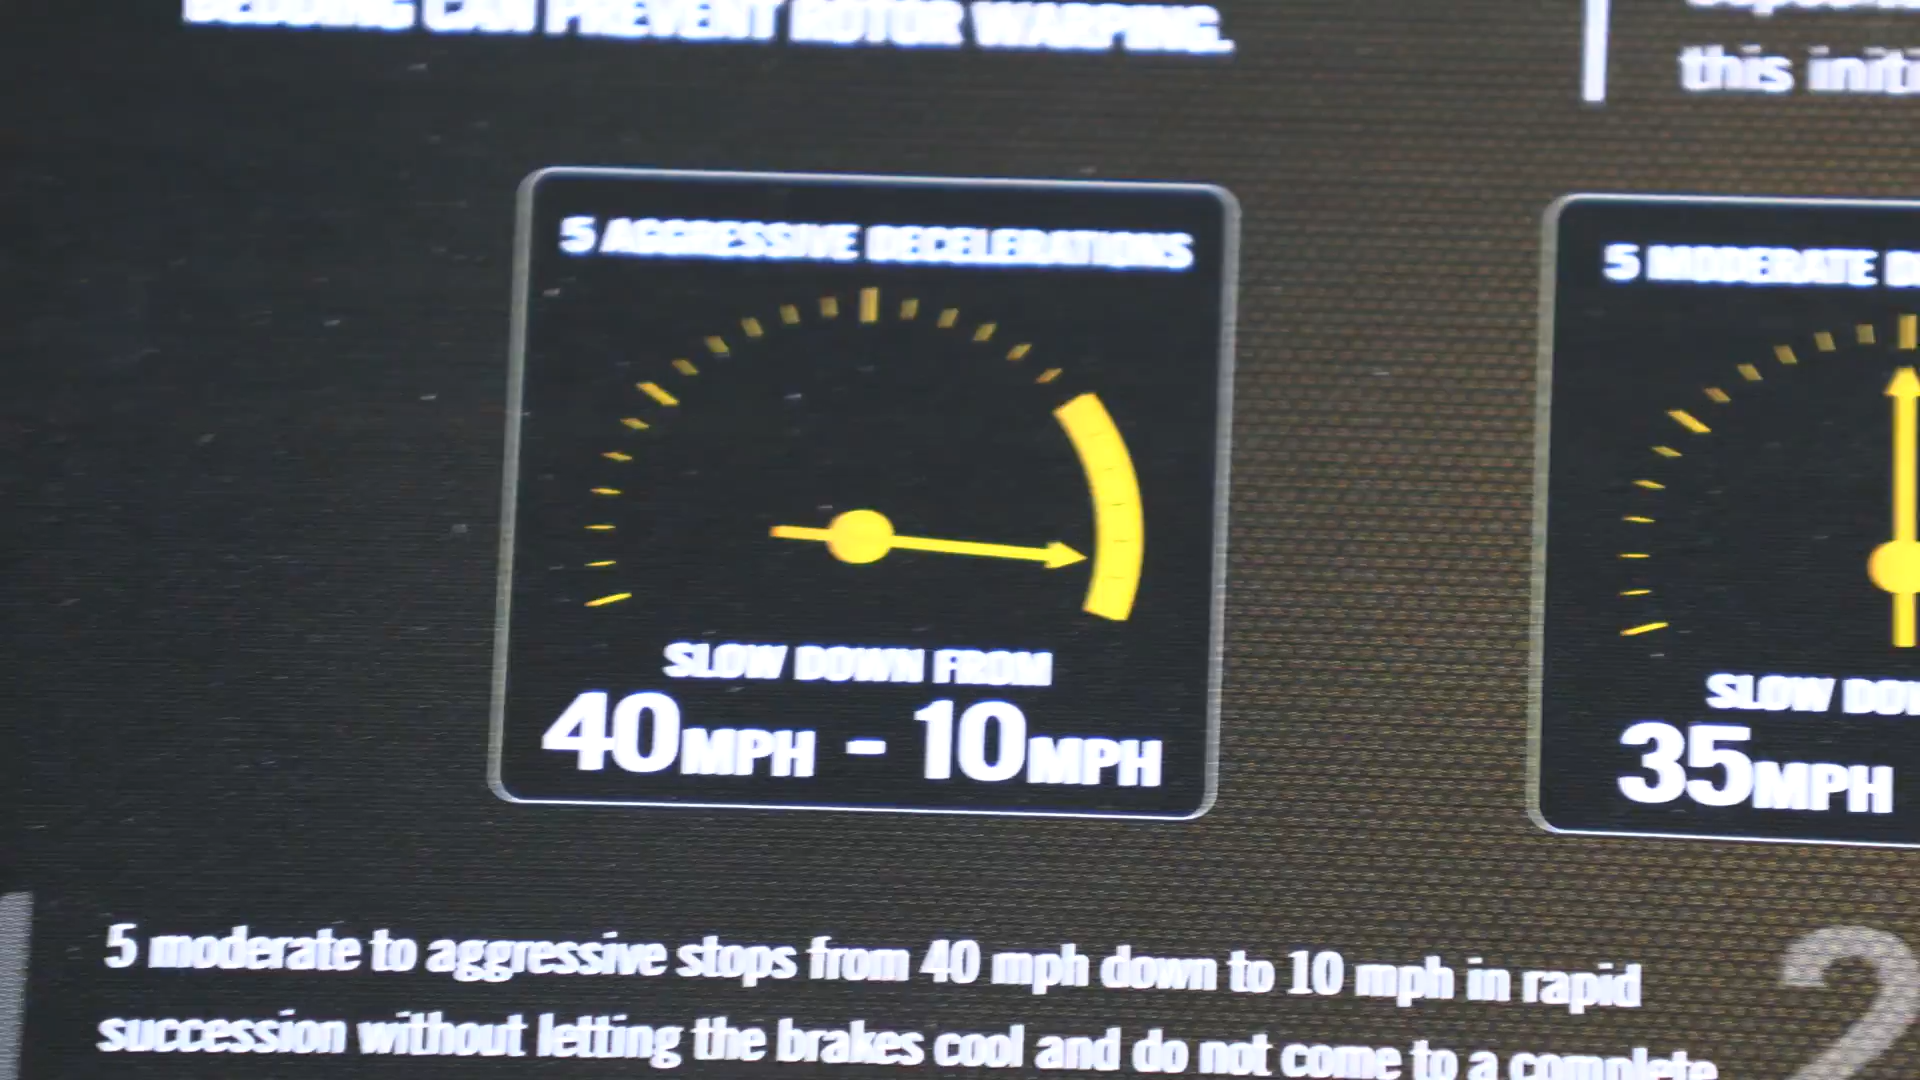 BEDDING CAN PREVENT ROTOR WARPING.
this
5 AGGRESSIVE DECELERATIONS
SLOW DOWN FROM
40MPH - 10MPH
5 MODERATE
SLOW
35MPH
5 moderate to aggressive stops from 40 mph down to 10 mph in rapid
succession without letting the brakes cool and do not come to a complete
2